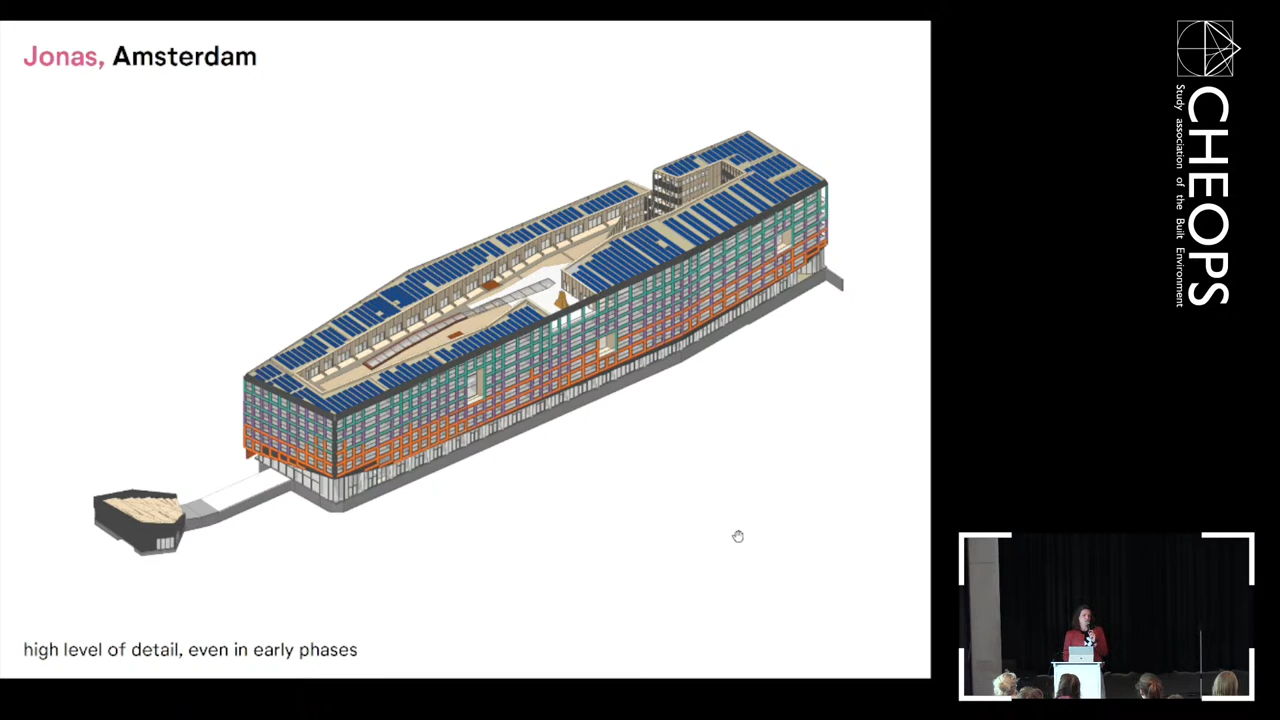 Jonas, Amsterdam
high level of detail, even in early phases
CHEOPS
Study association of the Built Environment